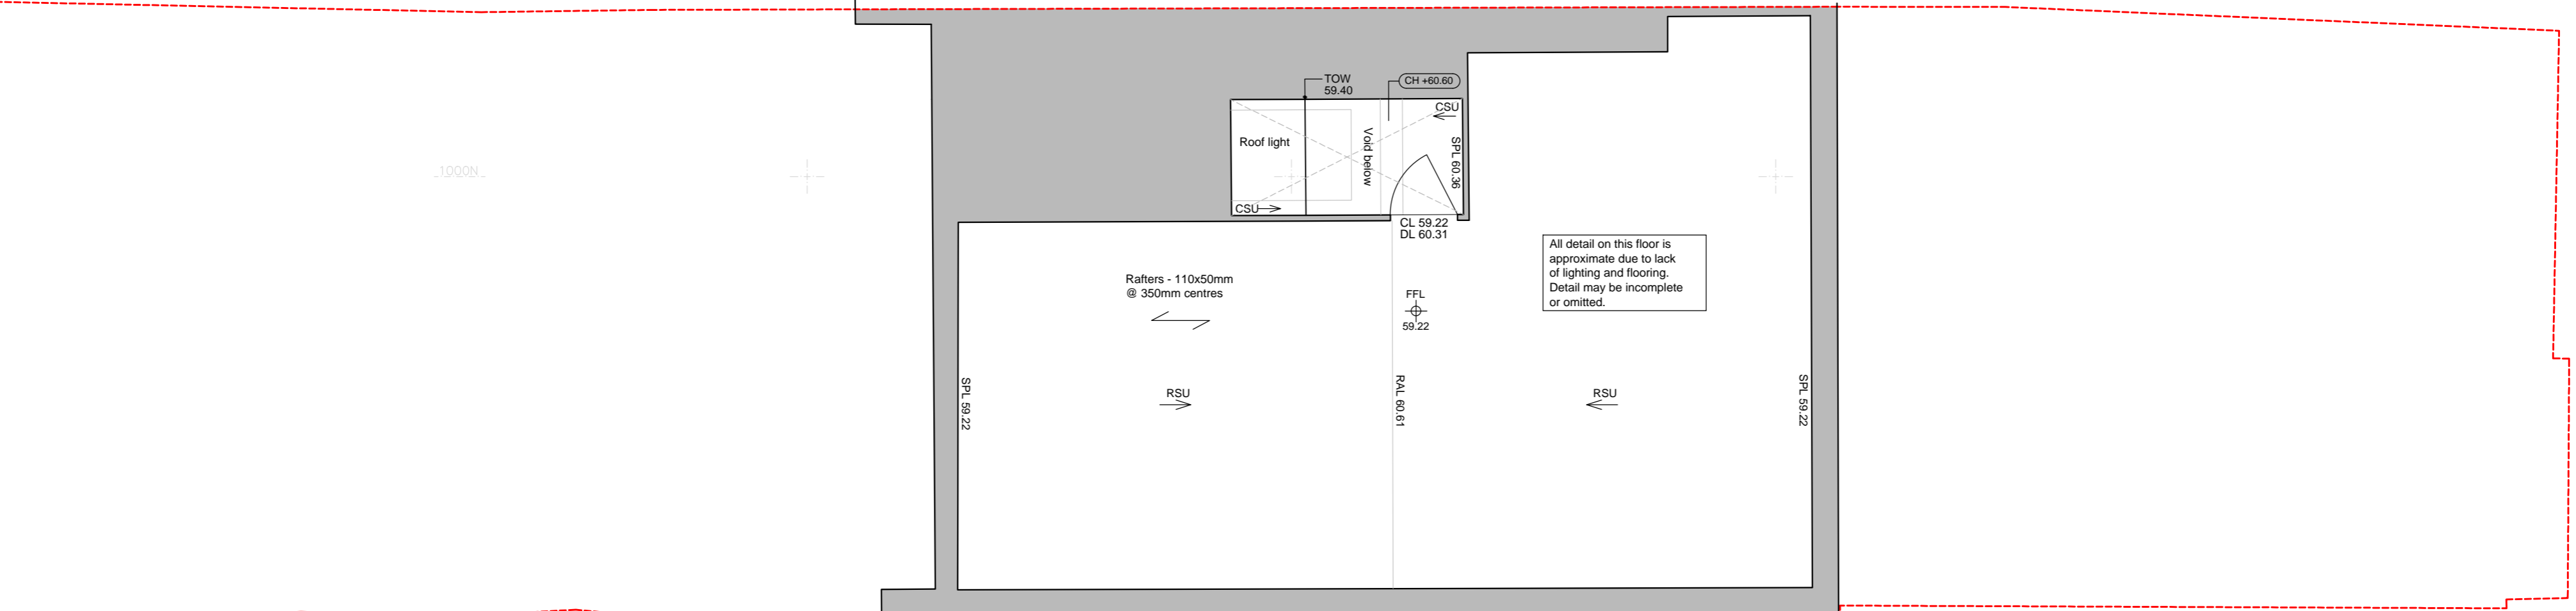 TOW
59.40
CH +60.60
CSU
Roof light
Void below
SPL 60.36
1000N
CSU
CL 59.22
DL 60.31
All detail on this floor is
approximate due to lack
of lighting and flooring.
Detail may be incomplete
or omitted.
Rafters - 110x50mm
@ 350mm centres
FFL
59.22
SPL 59.22
RSU
RAL 60.61
RSU
SPL 59.22